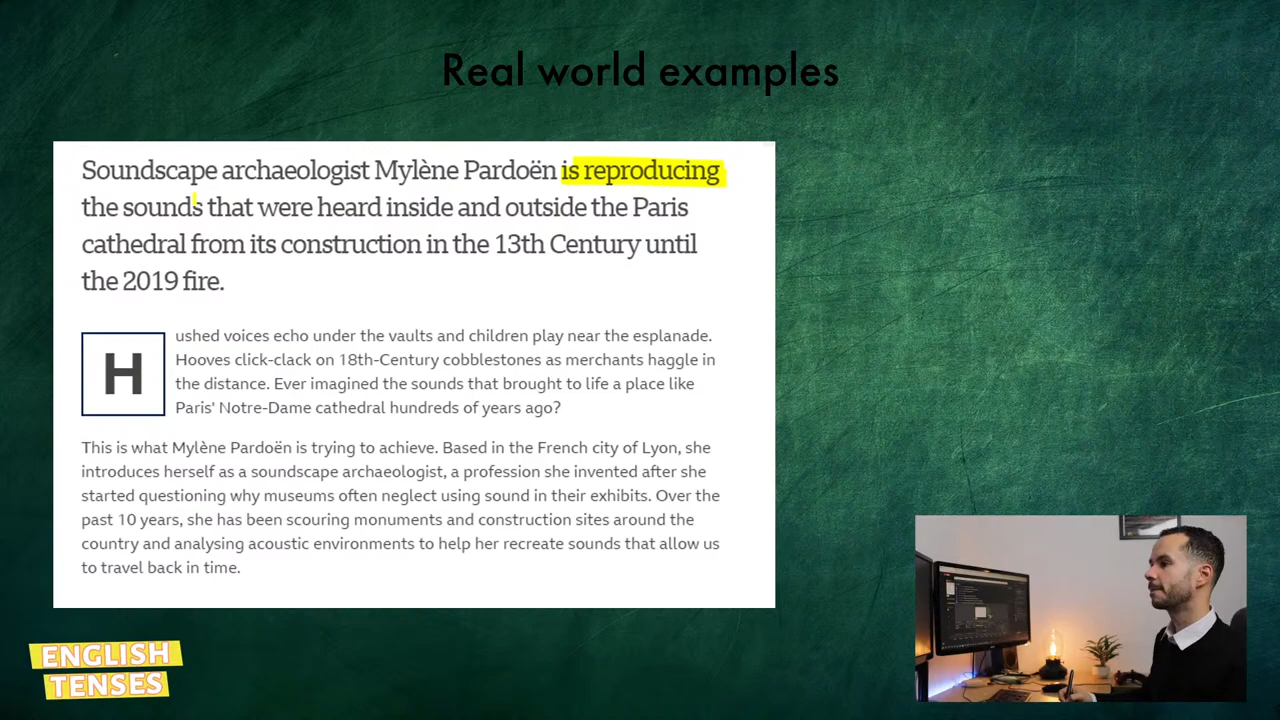 Real world examples
Soundscape archaeologist Mylène Pardoën is reproducing
the sounds that were heard inside and outside the Paris
cathedral from its construction in the 13th Century until
the 2019 fire.
Hushed voices echo under the vaults and children play near the esplanade.
Hooves click-clack on 18th-Century cobblestones as merchants haggle in
the distance. Ever imagined the sounds that brought to life a place like
Paris' Notre-Dame cathedral hundreds of years ago?
This is what Mylène Pardoën is trying to achieve. Based in the French city of Lyon, she
introduces herself as a soundscape archaeologist, a profession she invented after she
started questioning why museums often neglect using sound in their exhibits. Over the
past 10 years, she has been scouring monuments and construction sites around the
country and analysing acoustic environments to help her recreate sounds that allow us
to travel back in time.
ENGLISH
TENSES